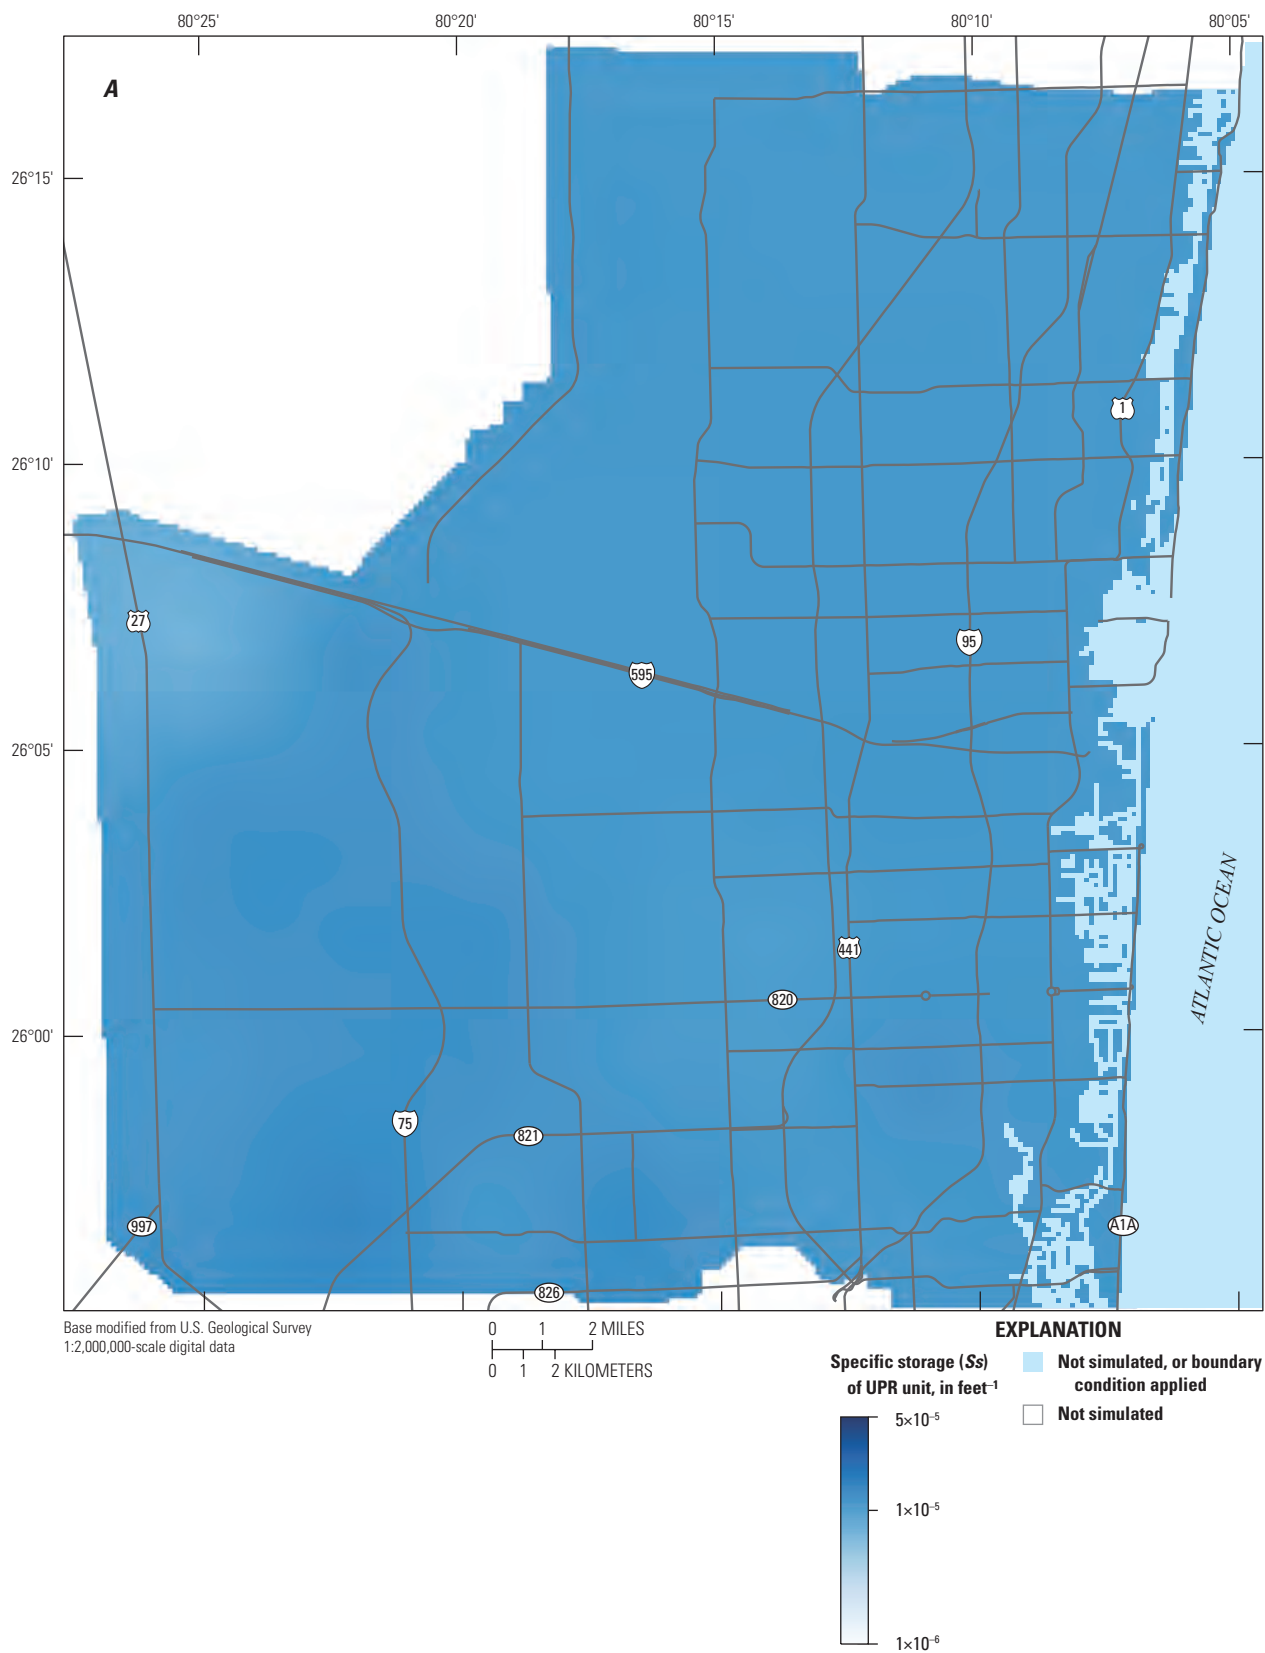 80°25'
80°20'
80°15'
80°10'
80°05'
A
26°15'
1
26°10'
27
95
595
26°05'
ATLANTIC OCEAN
441
820
26°00'
75
821
997
A1A
826
Base modified from U.S. Geological Survey
1:2,000,000-scale digital data
0 1 2 MILES
0 1 2 KILOMETERS
EXPLANATION
Specific storage (Ss)
of UPR unit, in feet⁻¹
5×10⁻⁵
1×10⁻⁵
1×10⁻⁶
Not simulated, or boundary
condition applied
Not simulated